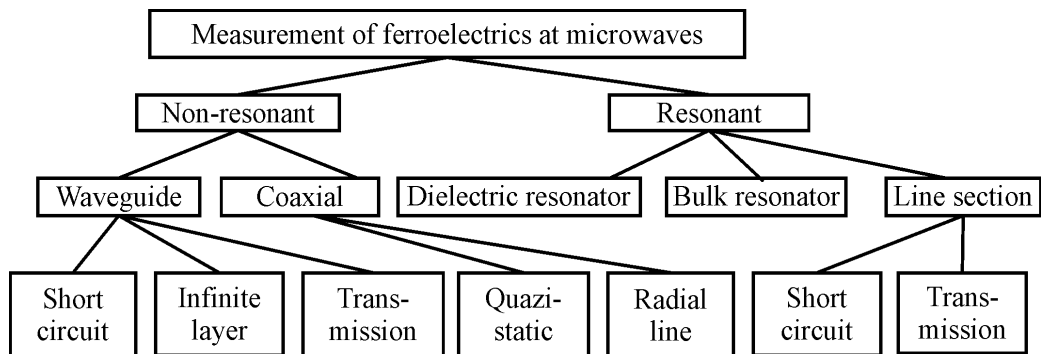 Measurement of ferroelectrics at microwaves
Non-resonant
Resonant
Waveguide
Coaxial
Dielectric resonator
Bulk resonator
Line section
Short
circuit
Infinite
layer
Trans-
mission
Quazi-
static
Radial
line
Short
circuit
Trans-
mission